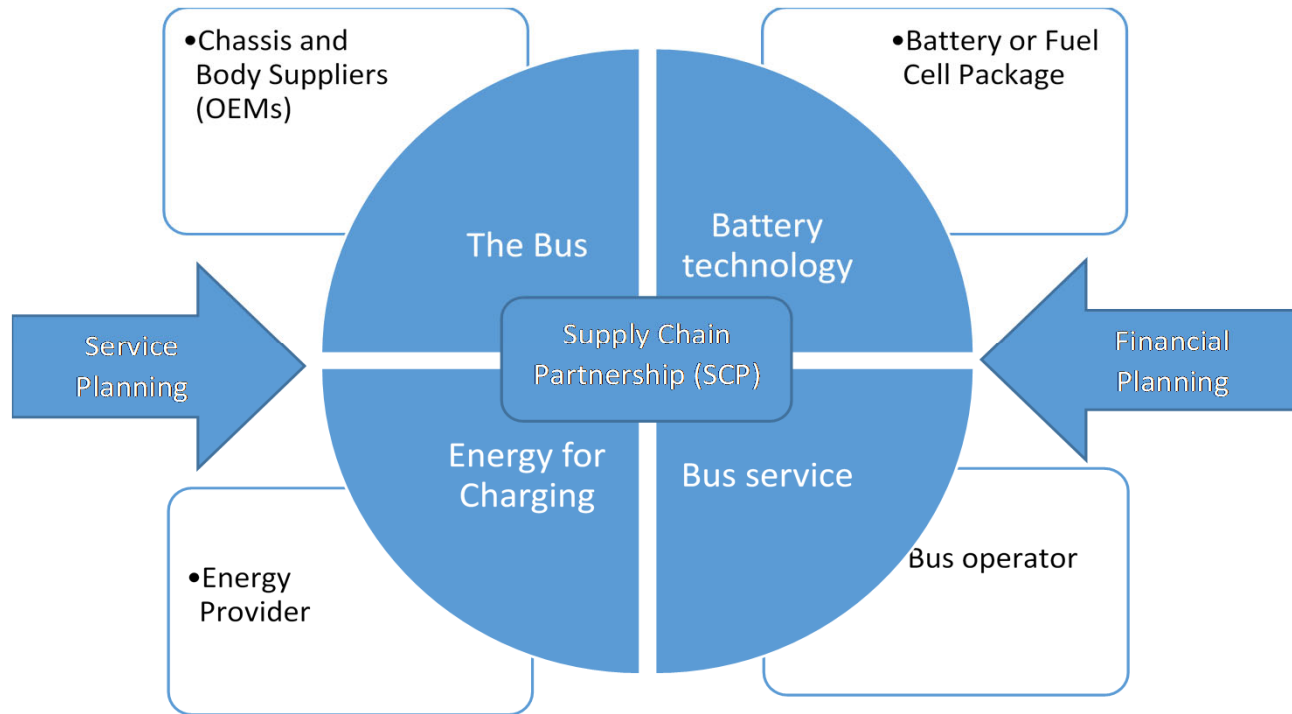 •Chassis and
Body Suppliers
(OEMs)
•Battery or Fuel
Cell Package
The Bus
Battery
technology
Service
Planning
Supply Chain
Partnership (SCP)
Financial
Planning
Energy for
Charging
Bus service
•Energy
Provider
Bus operator